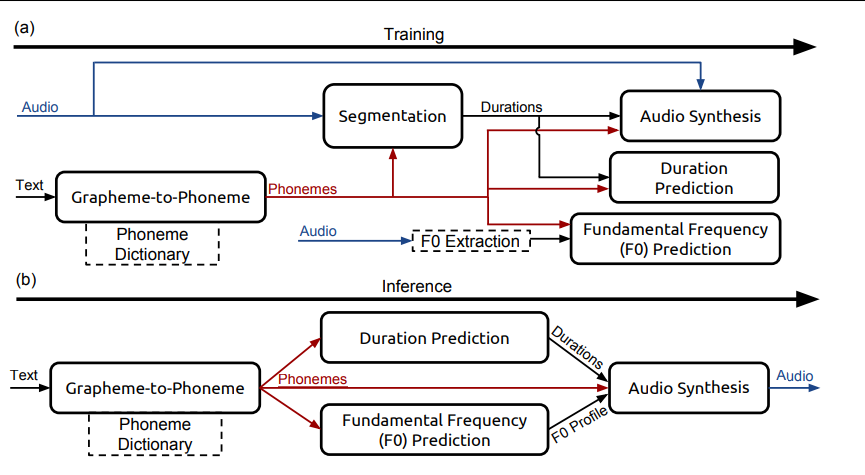 (a)
Training
Audio
Segmentation
Durations
Audio Synthesis
Text
Grapheme-to-Phoneme
Phonemes
Duration
Prediction
Phoneme
Dictionary
Audio
F0 Extraction
Fundamental Frequency
(F0) Prediction
(b)
Inference
Duration Prediction
Durations
Text
Grapheme-to-Phoneme
Phonemes
Audio Synthesis
Audio
Phoneme
Dictionary
Fundamental Frequency
(F0) Prediction
F0 Profile